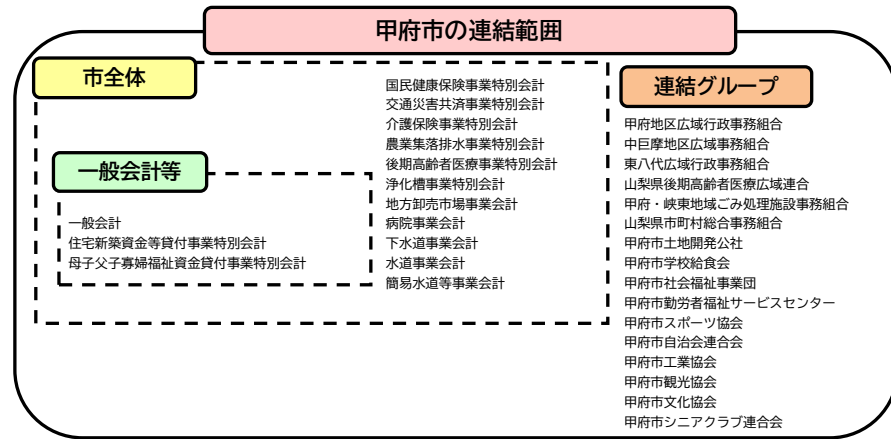 甲府市の連結範囲
市全体
一般会計等
一般会計
住宅新築資金等貸付事業特別会計
母子父子寡婦福祉資金貸付事業特別会計
国民健康保険事業特別会計
交通災害共済事業特別会計
介護保険事業特別会計
農業集落排水事業特別会計
後期高齢者医療事業特別会計
浄化槽事業特別会計
地方卸売市場事業会計
病院事業会計
下水道事業会計
水道事業会計
簡易水道等事業会計
連結グループ
甲府地区広域行政事務組合
中巨摩地区広域事務組合
東八代広域行政事務組合
山梨県後期高齢者医療広域連合
甲府・峡東地域ごみ処理施設事務組合
山梨県市町村総合事務組合
甲府市土地開発公社
甲府市学校給食会
甲府市社会福祉事業団
甲府市勤労者福祉サービスセンター
甲府市スポーツ協会
甲府市自治会連合会
甲府市工業協会
甲府市観光協会
甲府市文化協会
甲府市シニアクラブ連合会